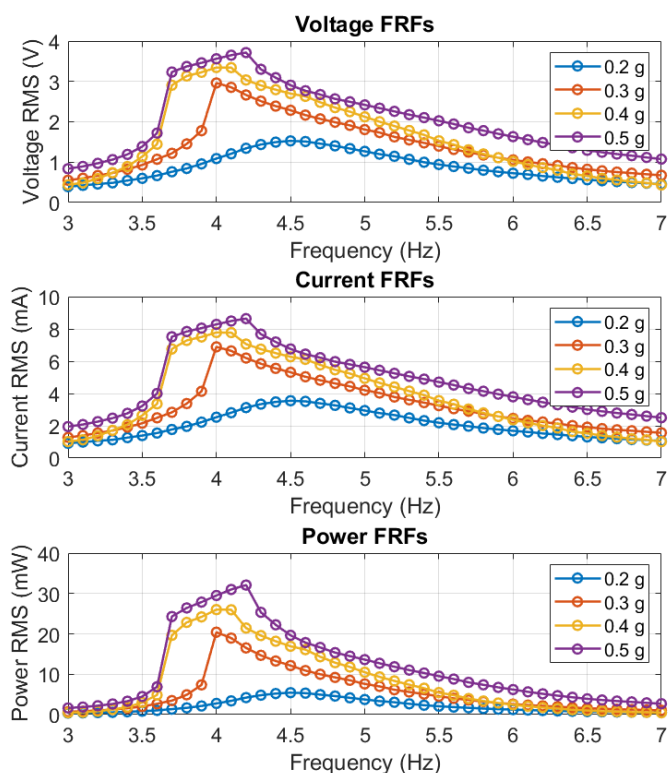 Voltage FRFs
Voltage RMS (V)
4
3
2
1
0
0.2 g
0.3 g
0.4 g
0.5 g
3 3.5 4 4.5 5 5.5 6 6.5 7
Frequency (Hz)
Current FRFs
Current RMS (mA)
10
8
6
4
2
0
0.2 g
0.3 g
0.4 g
0.5 g
3 3.5 4 4.5 5 5.5 6 6.5 7
Frequency (Hz)
Power FRFs
Power RMS (mW)
40
30
20
10
0
0.2 g
0.3 g
0.4 g
0.5 g
3 3.5 4 4.5 5 5.5 6 6.5 7
Frequency (Hz)